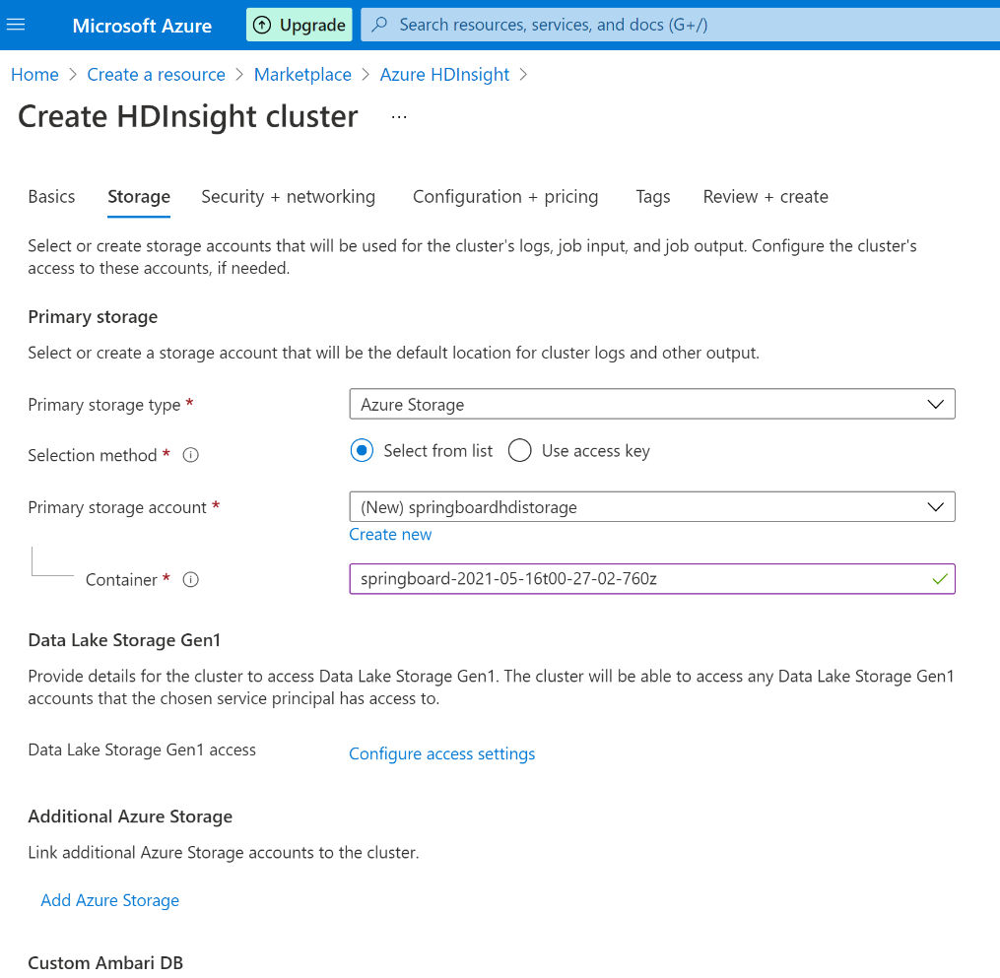 Microsoft Azure Upgrade Search resources, services, and docs (G+/)
Home > Create a resource > Marketplace > Azure HDInsight >
Create HDInsight cluster ...
Basics Storage Security + networking Configuration + pricing Tags Review + create
Select or create storage accounts that will be used for the cluster's logs, job input, and job output. Configure the cluster's
access to these accounts, if needed.
Primary storage
Select or create a storage account that will be the default location for cluster logs and other output.
Primary storage type * Azure Storage
Selection method * Select from list Use access key
Primary storage account * (New) springboardhdistorage
Create new
Container * springboard-2021-05-16t00-27-02-760z
Data Lake Storage Gen1
Provide details for the cluster to access Data Lake Storage Gen1. The cluster will be able to access any Data Lake Storage Gen1
accounts that the chosen service principal has access to.
Data Lake Storage Gen1 access Configure access settings
Additional Azure Storage
Link additional Azure Storage accounts to the cluster.
Add Azure Storage
Custom Ambari DB